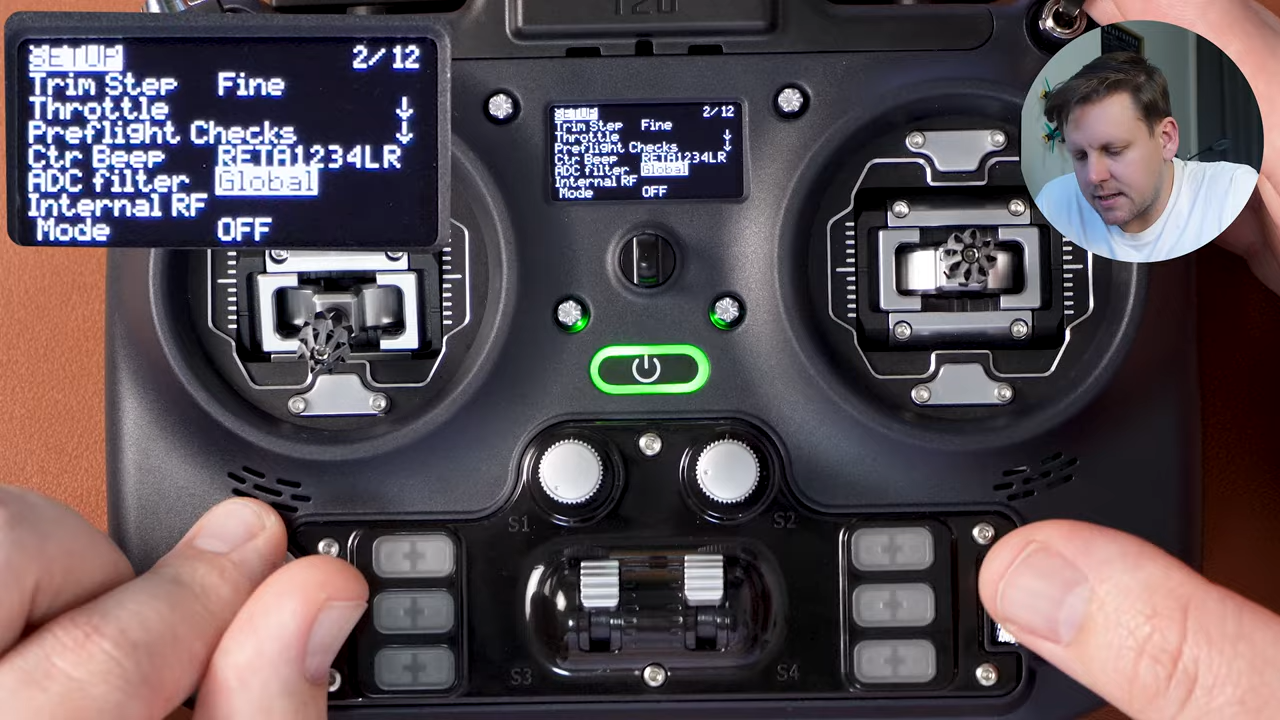 SETUP 2/12
Trim Step Fine
Throttle ↓
Preflight Checks ↓
Ctr Beep RETA1234LR
ADC filter Global
Internal RF
Mode OFF
T20
SETUP 2/12
Trim Step Fine
Throttle ↓
Preflight Checks ↓
Ctr Beep RETA1234LR
ADC filter Global
Internal RF
Mode OFF
S1 S2
S3 S4